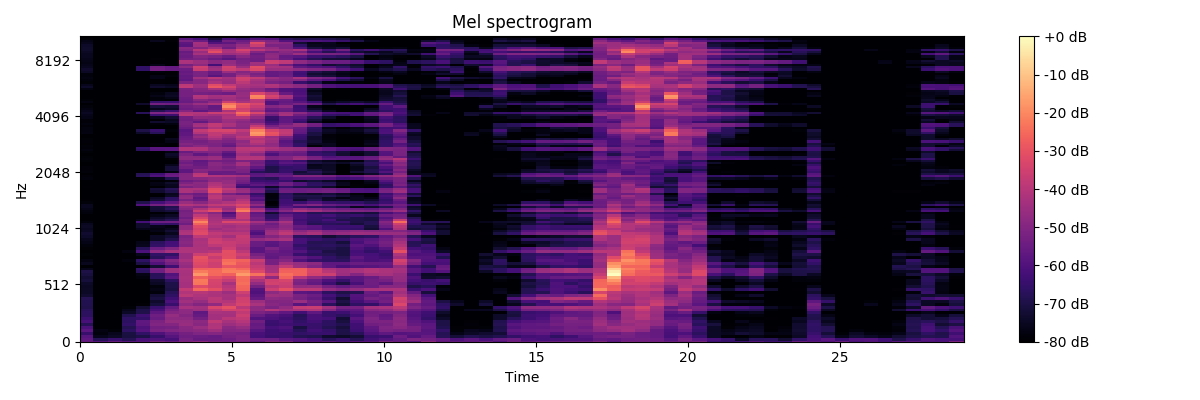 Mel spectrogram
Hz
8192
4096
2048
1024
512
0
0 5 10 15 20 25
Time
+0 dB
-10 dB
-20 dB
-30 dB
-40 dB
-50 dB
-60 dB
-70 dB
-80 dB